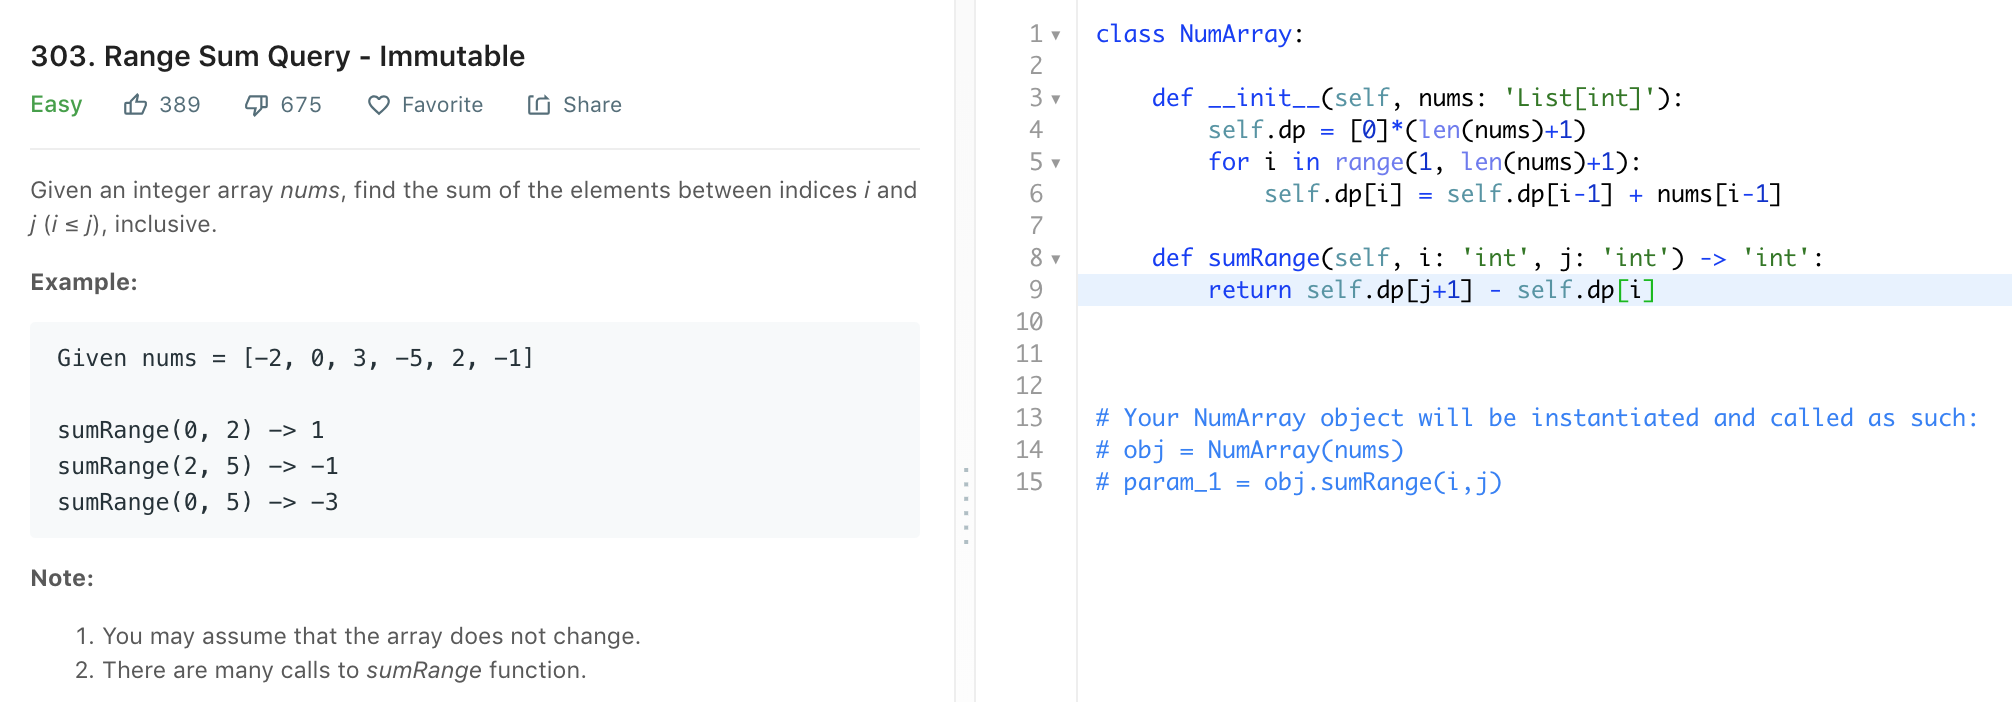 303. Range Sum Query - Immutable
Easy 389 675 Favorite Share
Given an integer array nums, find the sum of the elements between indices i and
j (i ≤ j), inclusive.
Example:
Given nums = [-2, 0, 3, -5, 2, -1]
sumRange(0, 2) -> 1
sumRange(2, 5) -> -1
sumRange(0, 5) -> -3
Note:
1. You may assume that the array does not change.
2. There are many calls to sumRange function.
1 class NumArray:
2
3     def __init__(self, nums: 'List[int]'):
4         self.dp = [0]*(len(nums)+1)
5         for i in range(1, len(nums)+1):
6             self.dp[i] = self.dp[i-1] + nums[i-1]
7
8     def sumRange(self, i: 'int', j: 'int') -> 'int':
9         return self.dp[j+1] - self.dp[i]
10
11
12
13 # Your NumArray object will be instantiated and called as such:
14 # obj = NumArray(nums)
15 # param_1 = obj.sumRange(i,j)